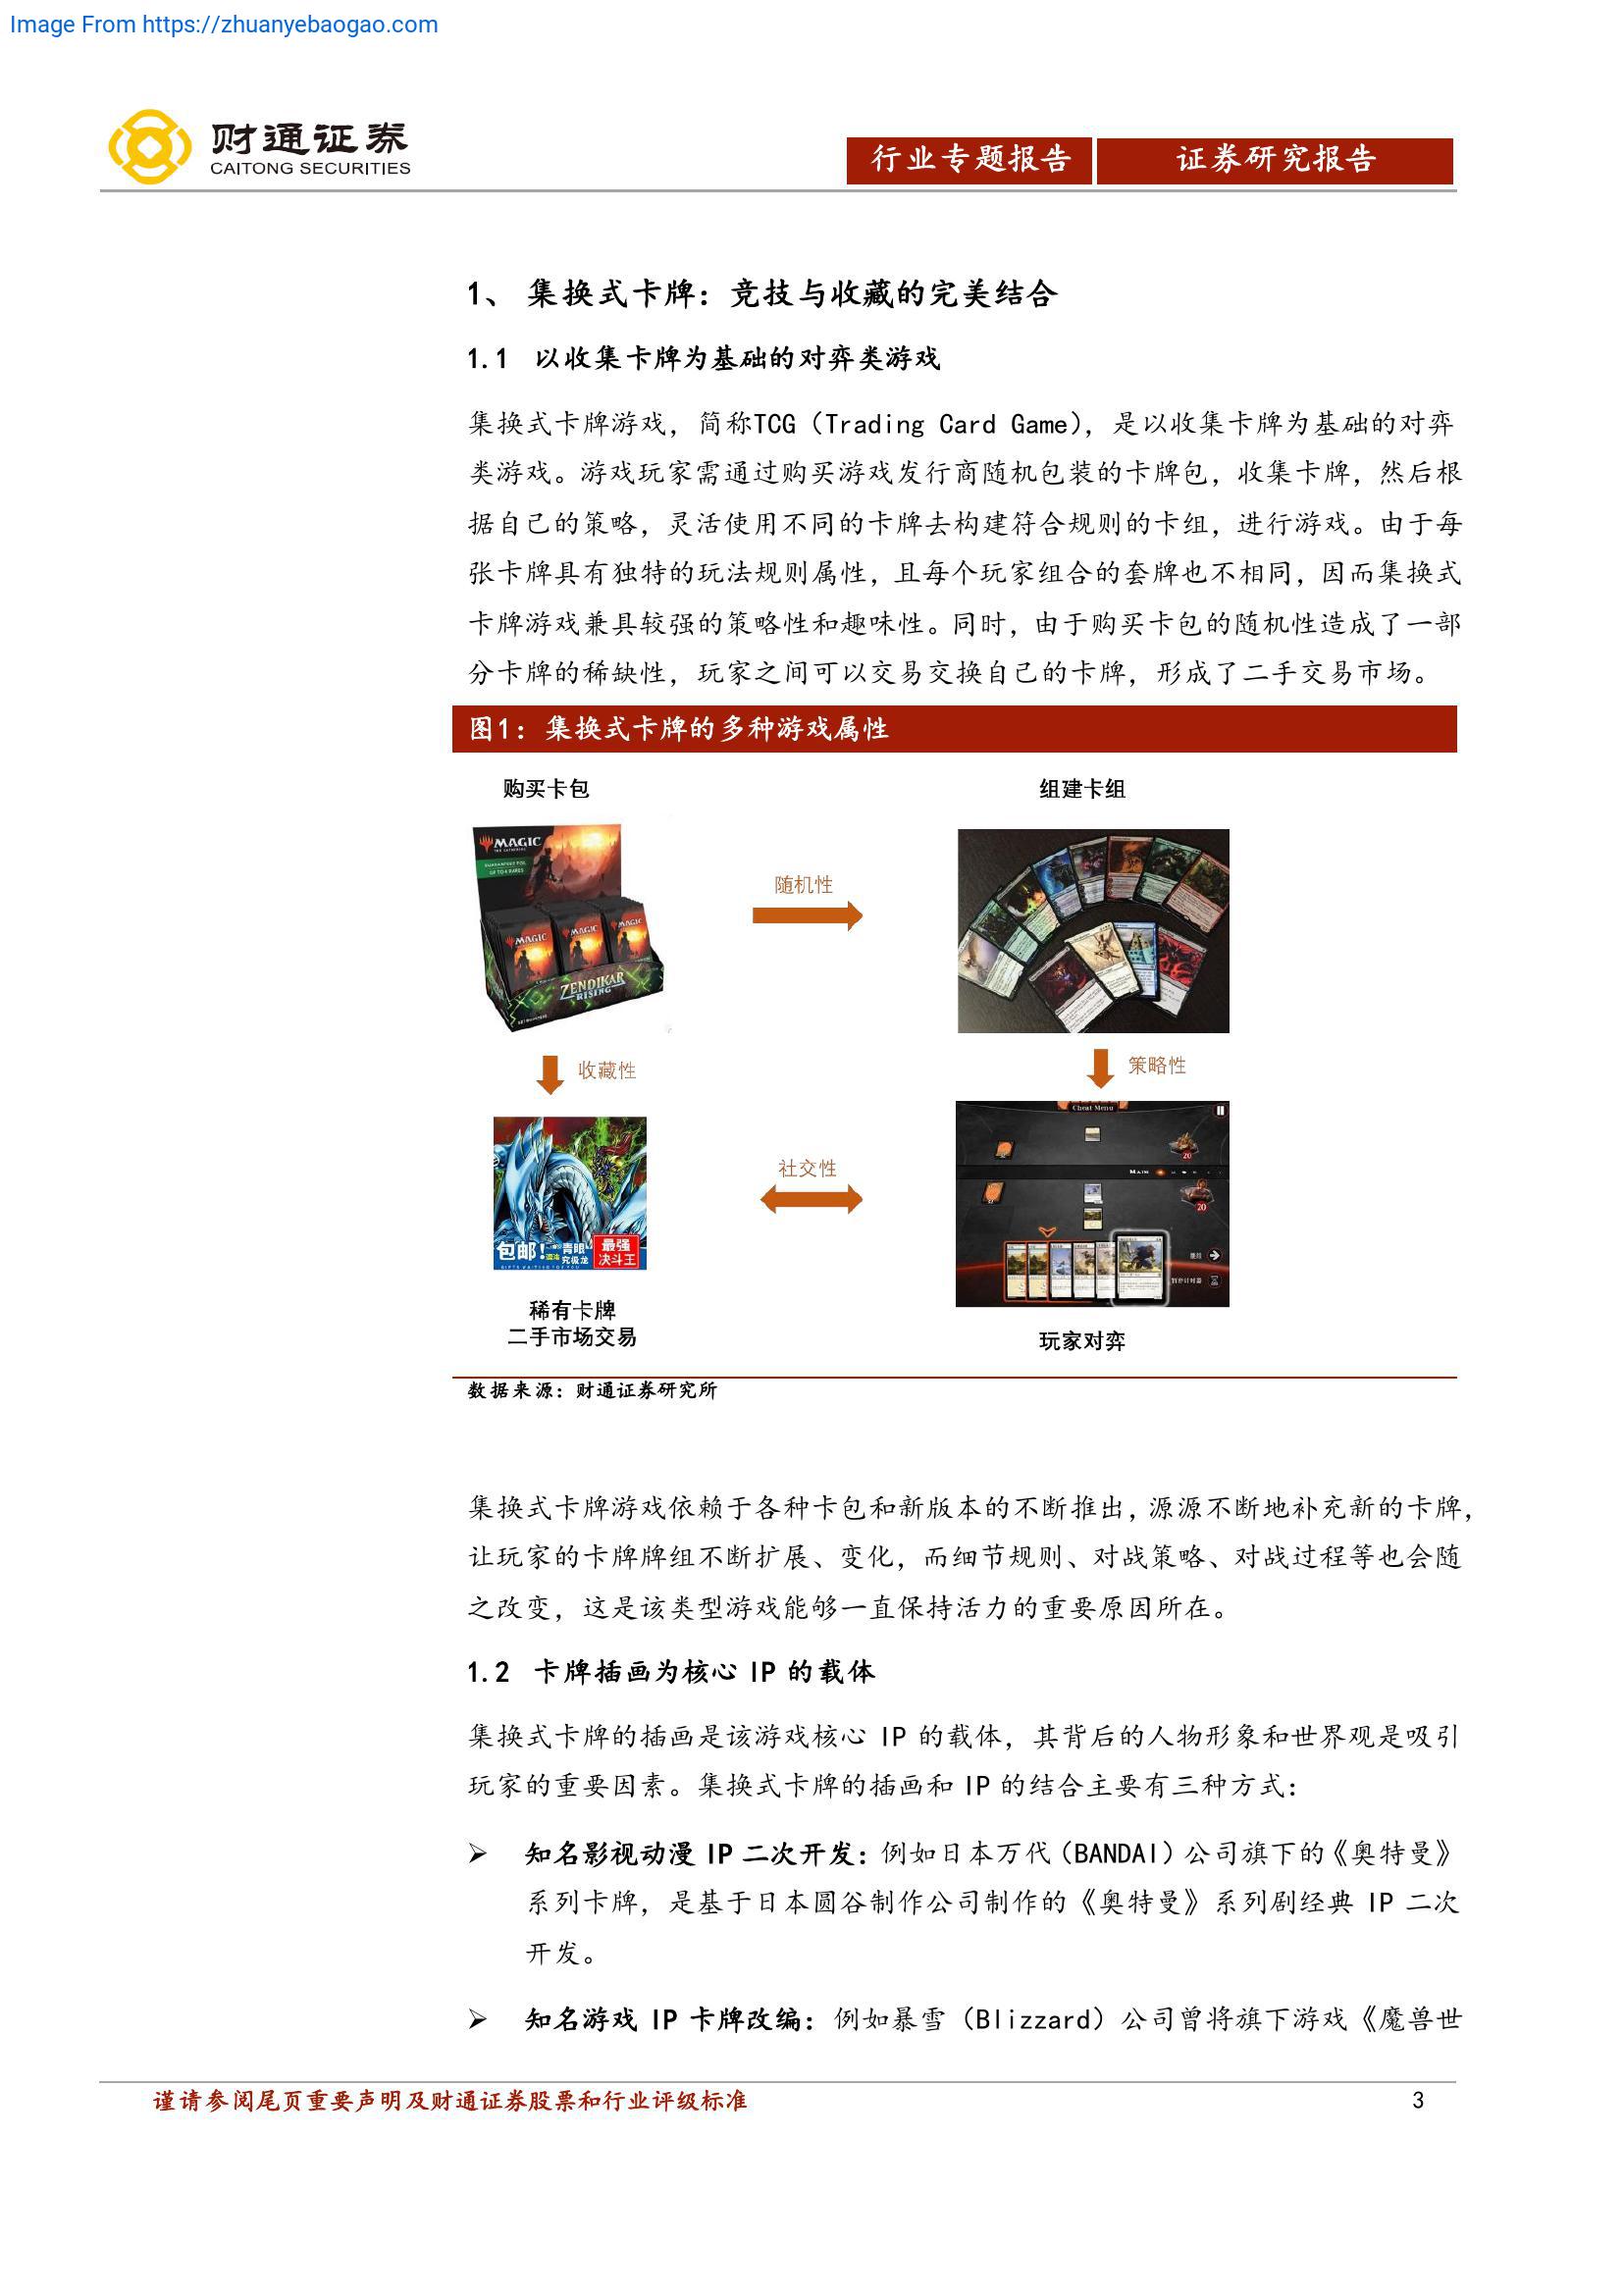 Image From https://zhuanyebaogao.com
财通证券
CAITONG SECURITIES
行业专题报告
证券研究报告
1、 集换式卡牌：竞技与收藏的完美结合
1.1 以收集卡牌为基础的对弈类游戏
集换式卡牌游戏，简称TCG（Trading Card Game），是以收集卡牌为基础的对弈
类游戏。游戏玩家需通过购买游戏发行商随机包装的卡牌包，收集卡牌，然后根
据自己的策略，灵活使用不同的卡牌去构建符合规则的卡组，进行游戏。由于每
张卡牌具有独特的玩法规则属性，且每个玩家组合的套牌也不相同，因而集换式
卡牌游戏兼具较强的策略性和趣味性。同时，由于购买卡包的随机性造成了一部
分卡牌的稀缺性，玩家之间可以交易交换自己的卡牌，形成了二手交易市场。
图1：集换式卡牌的多种游戏属性
购买卡包
组建卡组
MAGIC
MAGIC
MAGIC
MAGIC
ZENDIKAR
RISING
随机性
收藏性
策略性
包邮!
青眼
究极龙
最强
决斗王
社交性
Cheat Menu
MAIN
20
20
稀有卡牌
二手市场交易
玩家对弈
数据来源：财通证券研究所
集换式卡牌游戏依赖于各种卡包和新版本的不断推出，源源不断地补充新的卡牌，
让玩家的卡牌牌组不断扩展、变化，而细节规则、对战策略、对战过程等也会随
之改变，这是该类型游戏能够一直保持活力的重要原因所在。
1.2 卡牌插画为核心 IP 的载体
集换式卡牌的插画是该游戏核心 IP 的载体，其背后的人物形象和世界观是吸引
玩家的重要因素。集换式卡牌的插画和 IP 的结合主要有三种方式：
➢ 知名影视动漫 IP 二次开发：例如日本万代（BANDAI）公司旗下的《奥特曼》
系列卡牌，是基于日本圆谷制作公司制作的《奥特曼》系列剧经典 IP 二次
开发。
➢ 知名游戏 IP 卡牌改编：例如暴雪（Blizzard）公司曾将旗下游戏《魔兽世
谨请参阅尾页重要声明及财通证券股票和行业评级标准
3